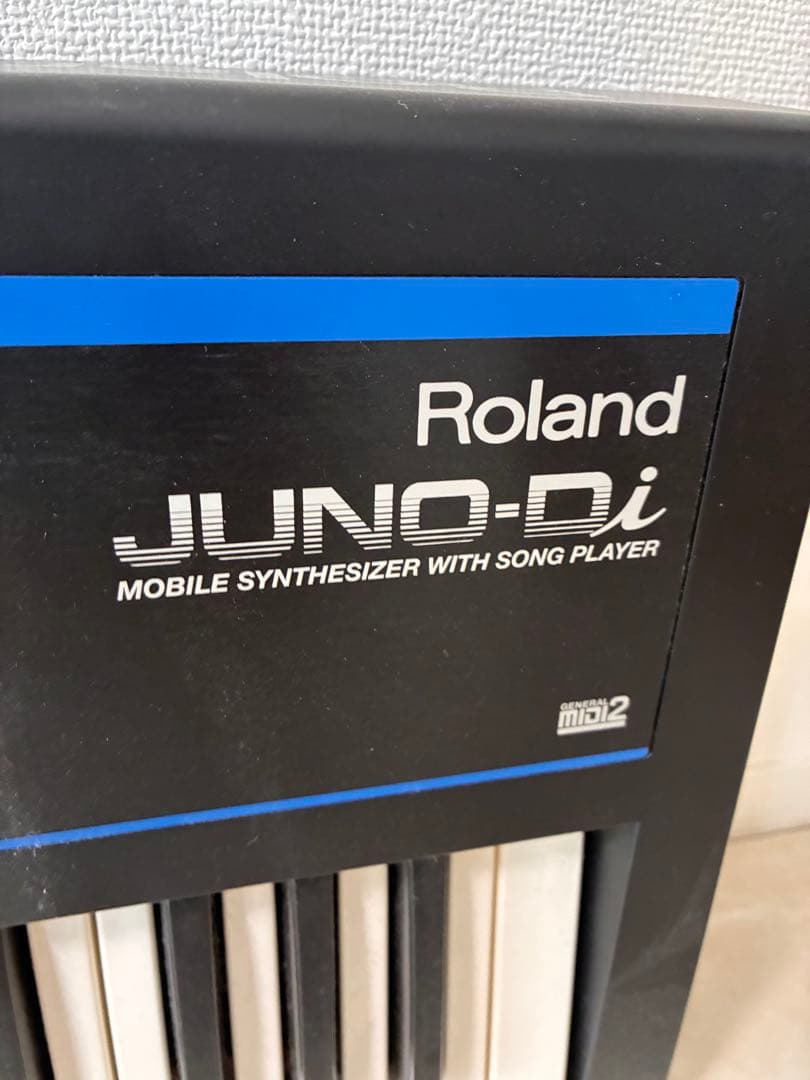 Roland
JUNO-Di
MOBILE SYNTHESIZER WITH SONG PLAYER
GENERAL
MIDI2